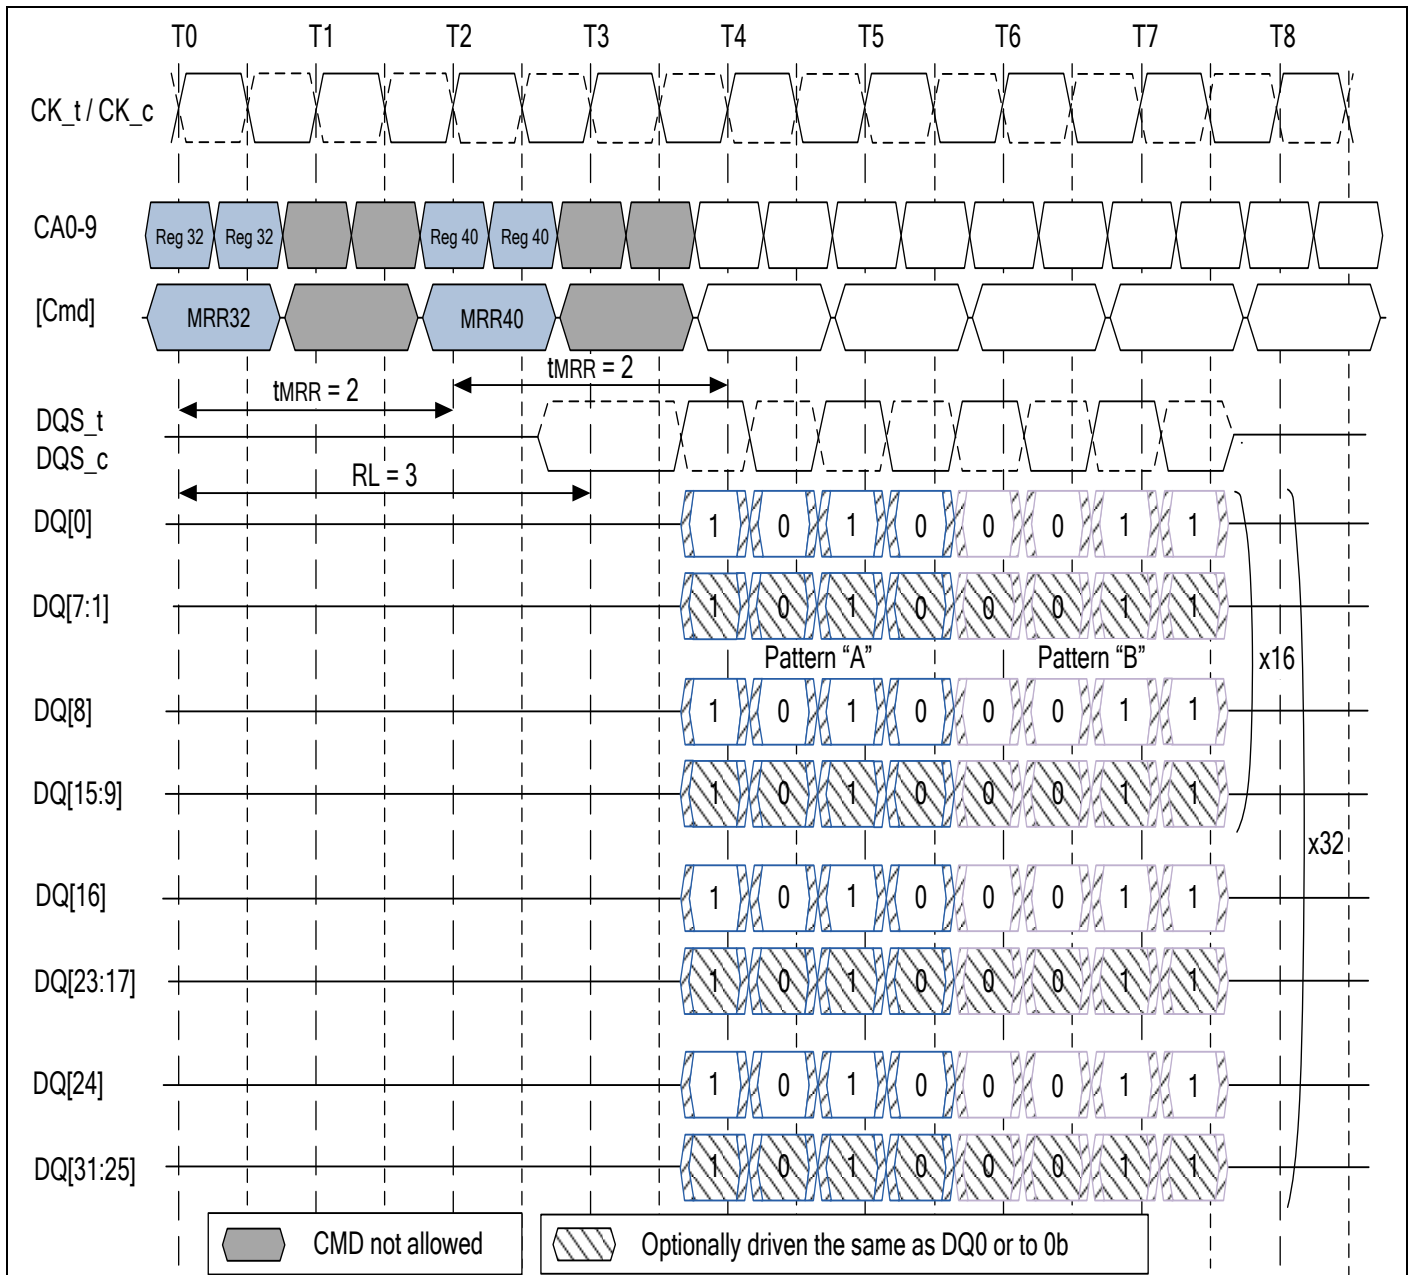 T0 T1 T2 T3 T4 T5 T6 T7 T8
CK_t / CK_c
CA0-9 Reg 32 Reg 32 Reg 40 Reg 40
[Cmd] MRR32 MRR40
tMRR = 2 tMRR = 2
DQS_t
DQS_c
RL = 3
DQ[0] 1 0 1 0 0 0 1 1
DQ[7:1] 1 0 1 0 0 0 1 1
Pattern “A” Pattern “B” x16
DQ[8] 1 0 1 0 0 0 1 1
DQ[15:9] 1 0 1 0 0 0 1 1
x32
DQ[16] 1 0 1 0 0 0 1 1
DQ[23:17] 1 0 1 0 0 0 1 1
DQ[24] 1 0 1 0 0 0 1 1
DQ[31:25] 1 0 1 0 0 0 1 1
CMD not allowed Optionally driven the same as DQ0 or to 0b